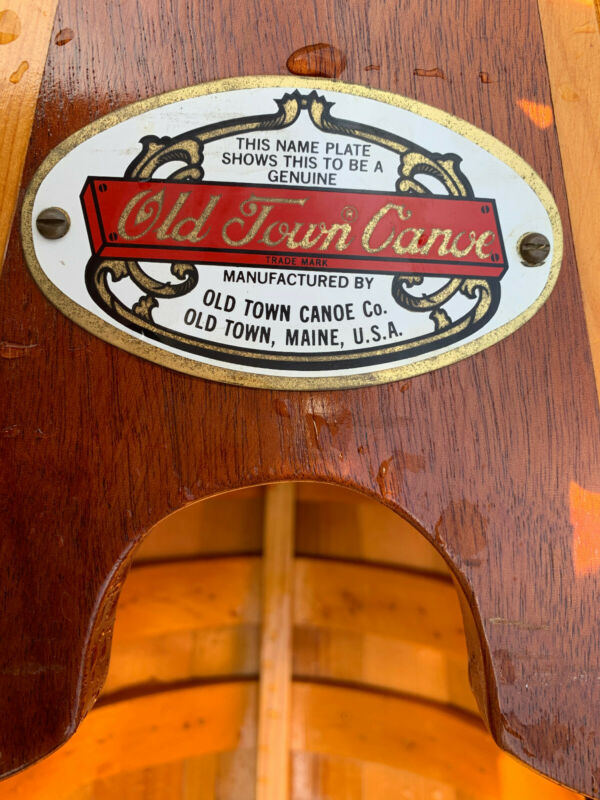 THIS NAME PLATE
SHOWS THIS TO BE A
GENUINE
Old Town Canoe
TRADE MARK
MANUFACTURED BY
OLD TOWN CANOE Co.
OLD TOWN, MAINE, U.S.A.